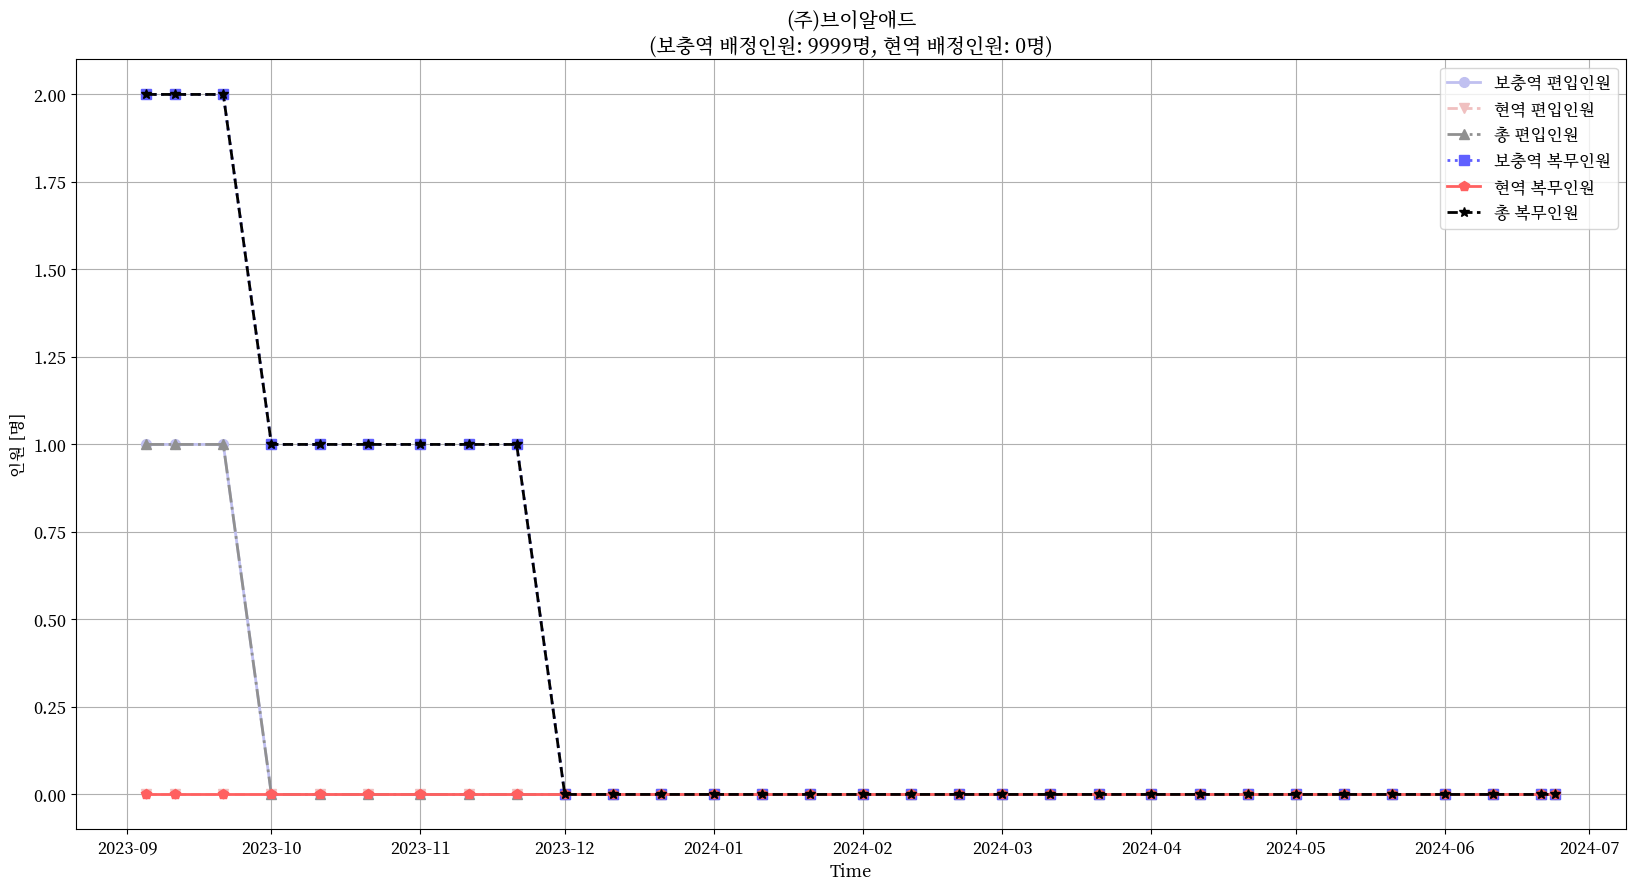 (주)브이알애드
(보충역 배정인원: 9999명, 현역 배정인원: 0명)
보충역 편입인원
현역 편입인원
총 편입인원
보충역 복무인원
현역 복무인원
총 복무인원
인원 [명]
2.00
1.75
1.50
1.25
1.00
0.75
0.50
0.25
0.00
2023-09 2023-10 2023-11 2023-12 2024-01 2024-02 2024-03 2024-04 2024-05 2024-06 2024-07
Time